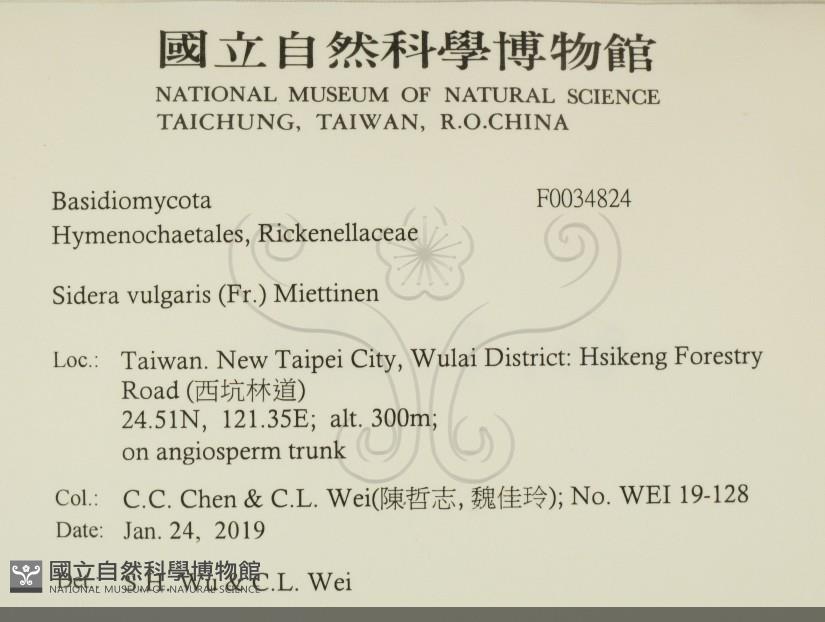 國立自然科學博物館
NATIONAL MUSEUM OF NATURAL SCIENCE
TAICHUNG, TAIWAN, R.O.CHINA
Basidiomycota F0034824
Hymenochaetales, Rickenellaceae
Sidera vulgaris (Fr.) Miettinen
Loc.: Taiwan. New Taipei City, Wulai District: Hsikeng Forestry
Road (西坑林道)
24.51N, 121.35E; alt. 300m;
on angiosperm trunk
Col.: C.C. Chen & C.L. Wei(陳哲志, 魏佳玲); No. WEI 19-128
Date: Jan. 24, 2019
Det.: S.H. Wu & C.L. Wei
國立自然科學博物館
NATIONAL MUSEUM OF NATURAL SCIENCE